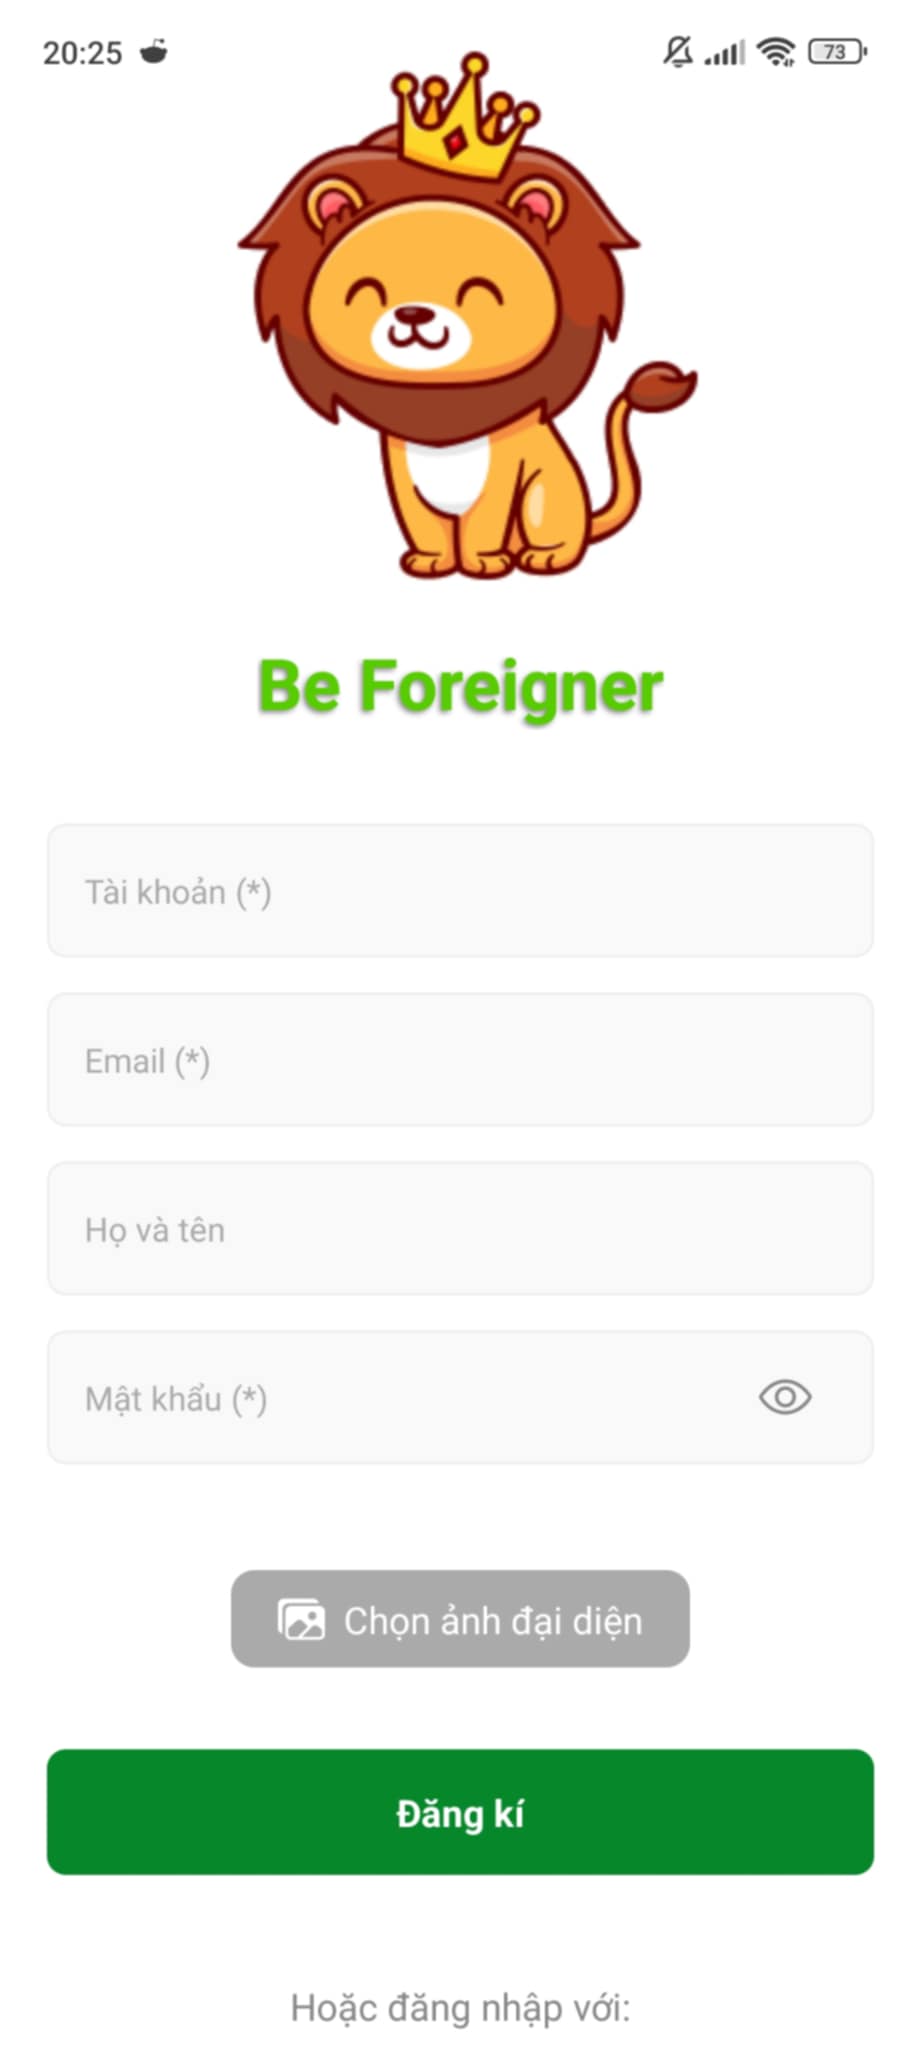 20:25
73
Be Foreigner
Tài khoản (*)
Email (*)
Họ và tên
Mật khẩu (*)
Chọn ảnh đại diện
Đăng kí
Hoặc đăng nhập với: